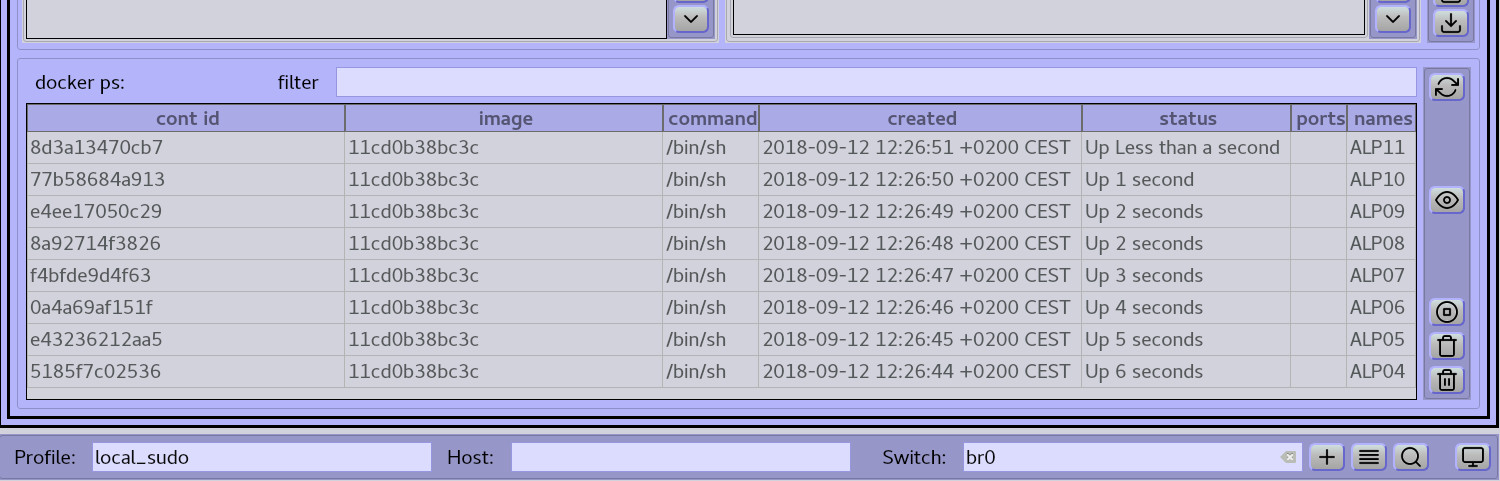 docker ps: filter
cont id image command created status ports names
8d3a13470cb7 11cd0b38bc3c /bin/sh 2018-09-12 12:26:51 +0200 CEST Up Less than a second ALP11
77b58684a913 11cd0b38bc3c /bin/sh 2018-09-12 12:26:50 +0200 CEST Up 1 second ALP10
e4ee17050c29 11cd0b38bc3c /bin/sh 2018-09-12 12:26:49 +0200 CEST Up 2 seconds ALP09
8a92714f3826 11cd0b38bc3c /bin/sh 2018-09-12 12:26:48 +0200 CEST Up 2 seconds ALP08
f4bfde9d4f63 11cd0b38bc3c /bin/sh 2018-09-12 12:26:47 +0200 CEST Up 3 seconds ALP07
0a4a69af151f 11cd0b38bc3c /bin/sh 2018-09-12 12:26:46 +0200 CEST Up 4 seconds ALP06
e43236212aa5 11cd0b38bc3c /bin/sh 2018-09-12 12:26:45 +0200 CEST Up 5 seconds ALP05
5185f7c02536 11cd0b38bc3c /bin/sh 2018-09-12 12:26:44 +0200 CEST Up 6 seconds ALP04
Profile: local_sudo Host: Switch: br0